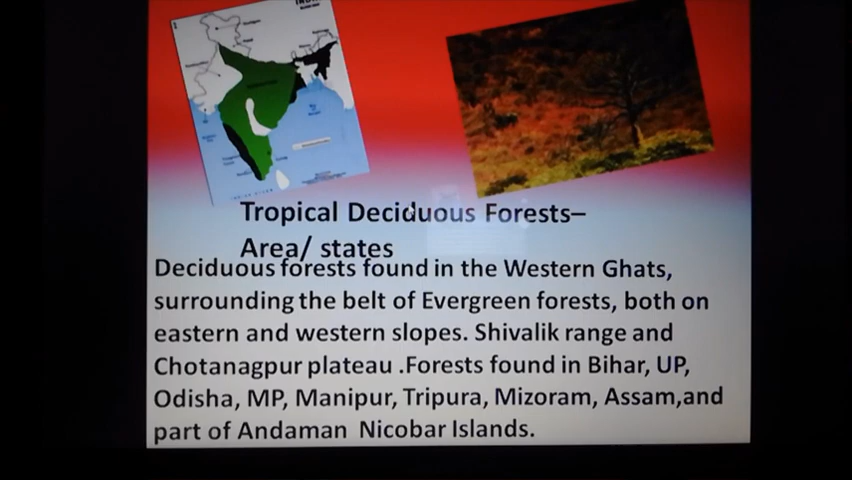 Tropical Deciduous Forests–
Area/ states
Deciduous forests found in the Western Ghats,
surrounding the belt of Evergreen forests, both on
eastern and western slopes. Shivalik range and
Chotanagpur plateau .Forests found in Bihar, UP,
Odisha, MP, Manipur, Tripura, Mizoram, Assam,and
part of Andaman Nicobar Islands.